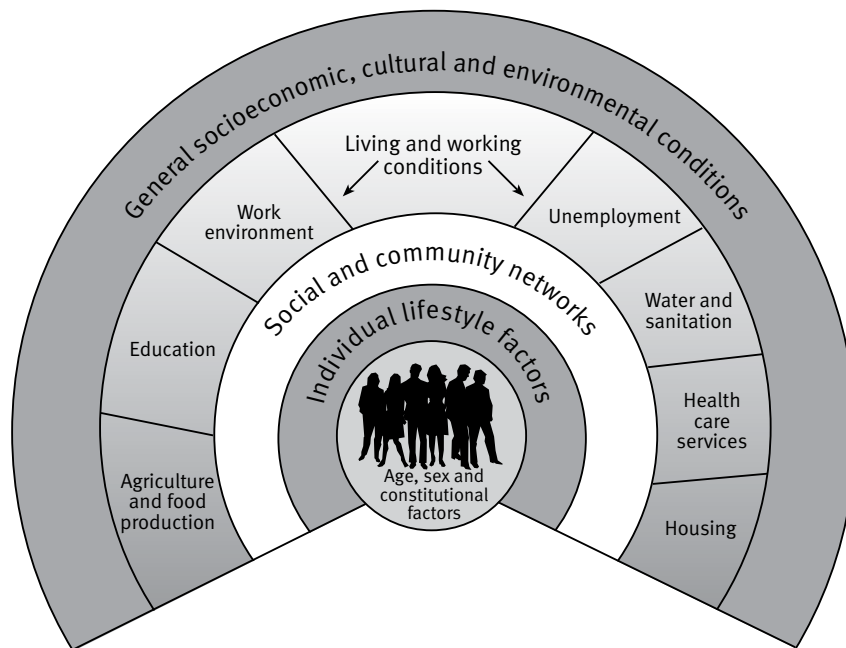 General socioeconomic, cultural and environmental conditions
Living and working
conditions
Work
environment
Unemployment
Social and community networks
Water and
sanitation
Individual lifestyle factors
Education
Health
care
services
Agriculture
and food
production
Age, sex and
constitutional
factors
Housing